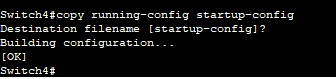 Switch4#copy running-config startup-config
Destination filename [startup-config]?
Building configuration...
[OK]
Switch4#